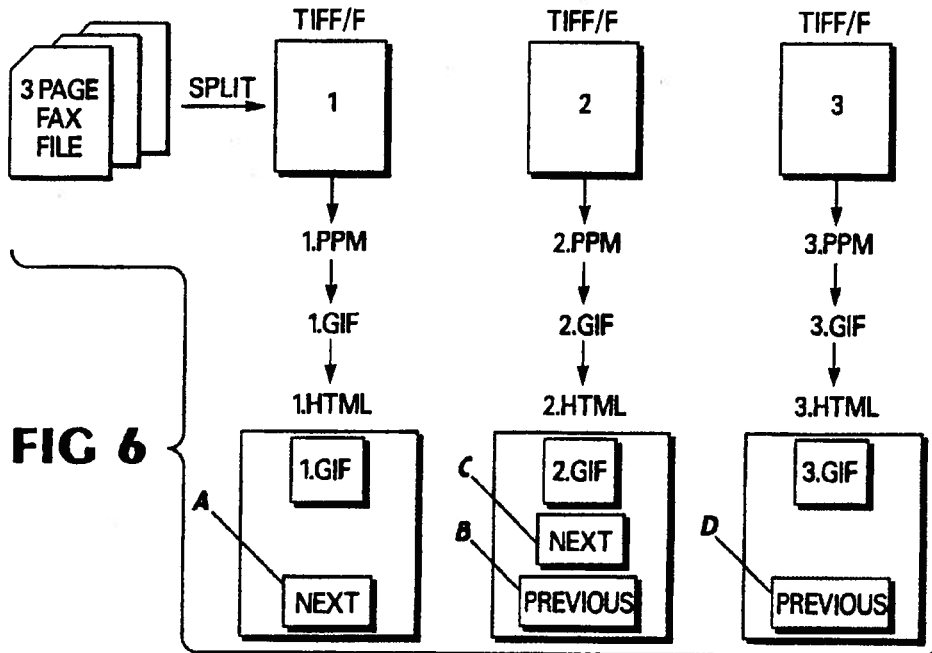 TIFF/F TIFF/F TIFF/F
3 PAGE
FAX
FILE
SPLIT
1 2 3
1.PPM 2.PPM 3.PPM
1.GIF 2.GIF 3.GIF
1.HTML 2.HTML 3.HTML
FIG 6
1.GIF 2.GIF 3.GIF
A C D
NEXT
B
NEXT PREVIOUS PREVIOUS